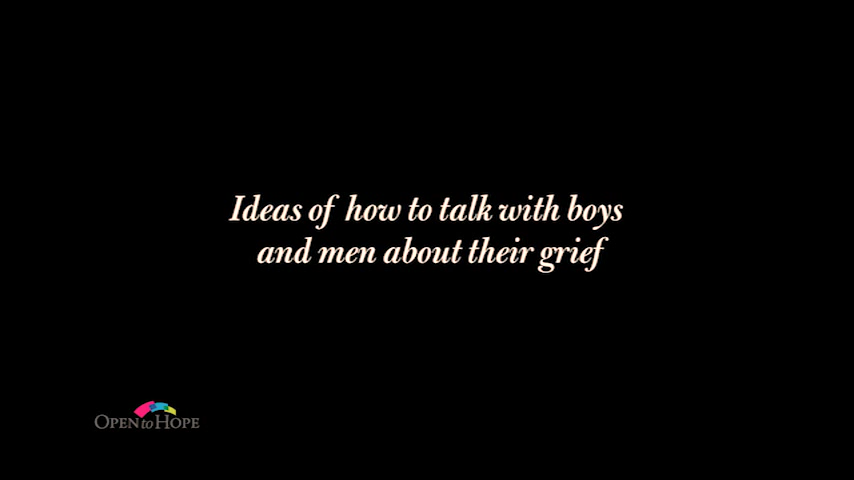 Ideas of how to talk with boys
and men about their grief
OPEN to HOPE